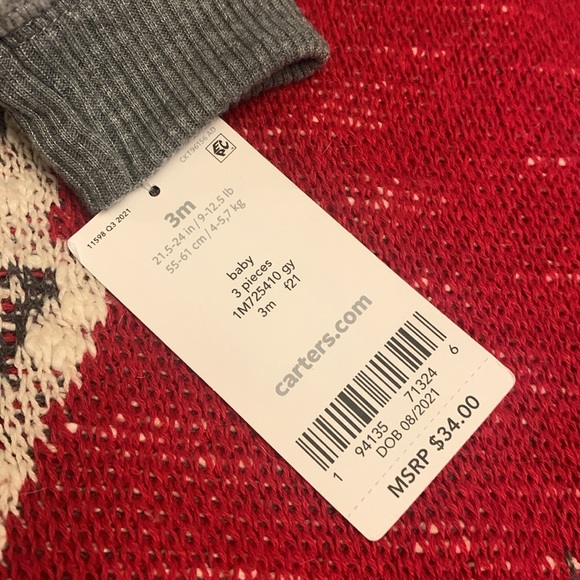 CKT96156 AD
11598 Q3 2021
3m
21.5-24 in / 9-12.5 lb
55-61 cm / 4-5,7 kg
baby
3 pieces
1M725410 gy
3m f21
carters.com
1 94135 71324 6
DOB 08/2021
MSRP $34.00